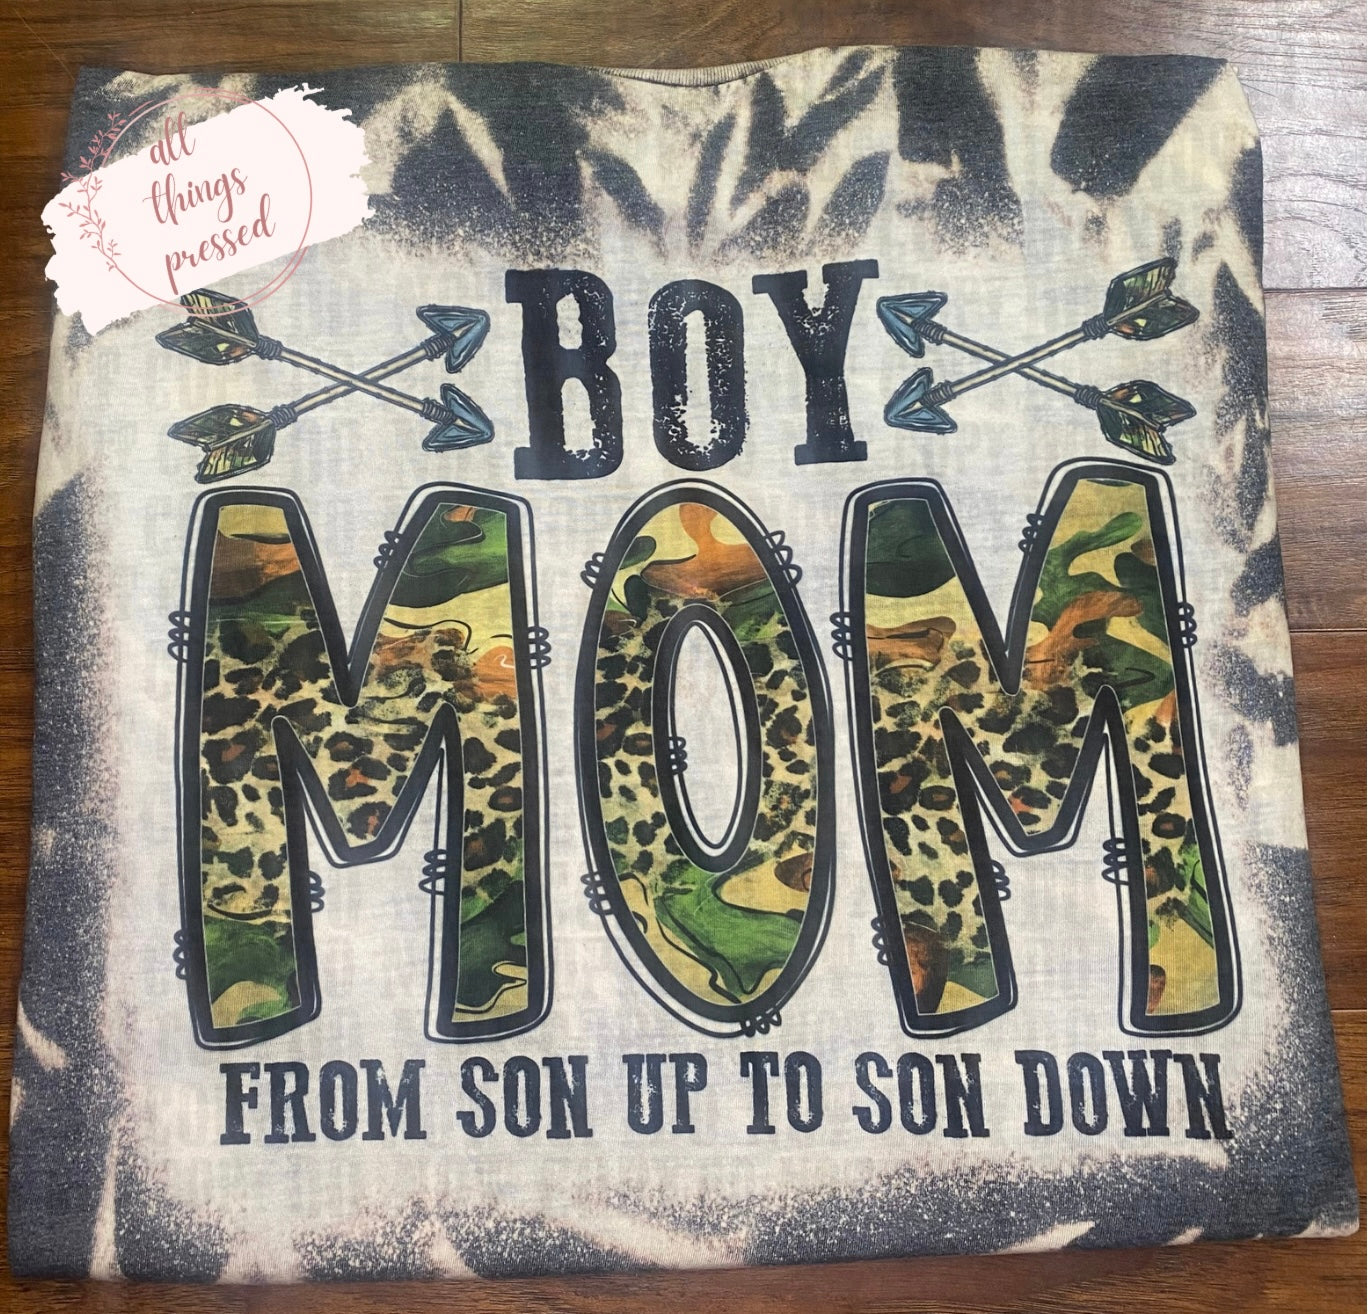 all
things
pressed
BOY
MOM
FROM SON UP TO SON DOWN